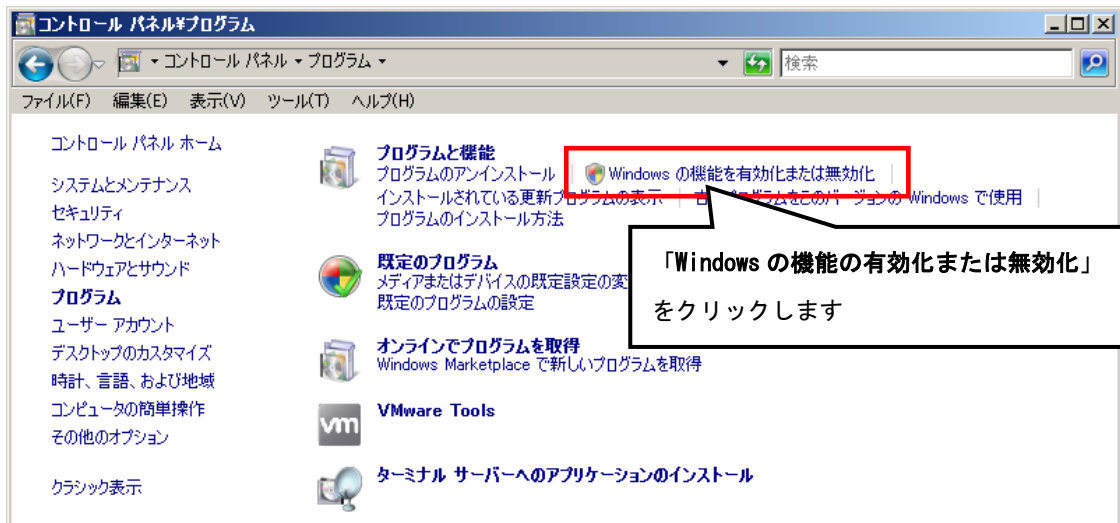 コントロール パネル¥プログラム
コントロール パネル プログラム
検索
ファイル(F) 編集(E) 表示(V) ツール(T) ヘルプ(H)
コントロール パネル ホーム
システムとメンテナンス
セキュリティ
ネットワークとインターネット
ハードウェアとサウンド
プログラム
ユーザー アカウント
デスクトップのカスタマイズ
時計、言語、および地域
コンピュータの簡単操作
その他のオプション
クラシック表示
プログラムと機能
プログラムのアンインストール Windows の機能を有効化または無効化
インストールされている更新プログラムの表示 古いプログラムをこのバージョンの Windows で使用
プログラムのインストール方法
既定のプログラム
メディアまたはデバイスの既定設定の変
既定のプログラムの設定
オンラインでプログラムを取得
Windows Marketplace で新しいプログラムを取得
vm
VMware Tools
ターミナル サーバーへのアプリケーションのインストール
「Windows の機能の有効化または無効化」
をクリックします